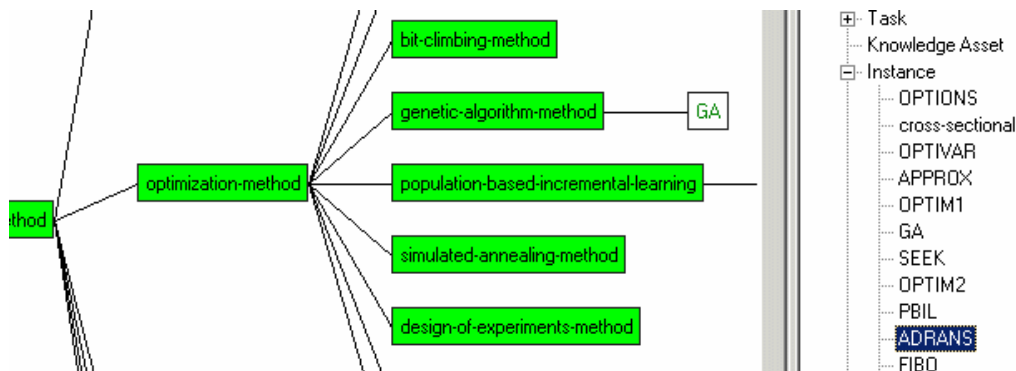 bit-climbing-method
genetic-algorithm-method
GA
optimization-method
population-based-incremental-learning
ethod
simulated-annealing-method
design-of-experiments-method
Task
Knowledge Asset
Instance
OPTIONS
cross-sectional
OPTIVAR
APPROX
OPTIM1
GA
SEEK
OPTIM2
PBIL
ADRANS
FIBO